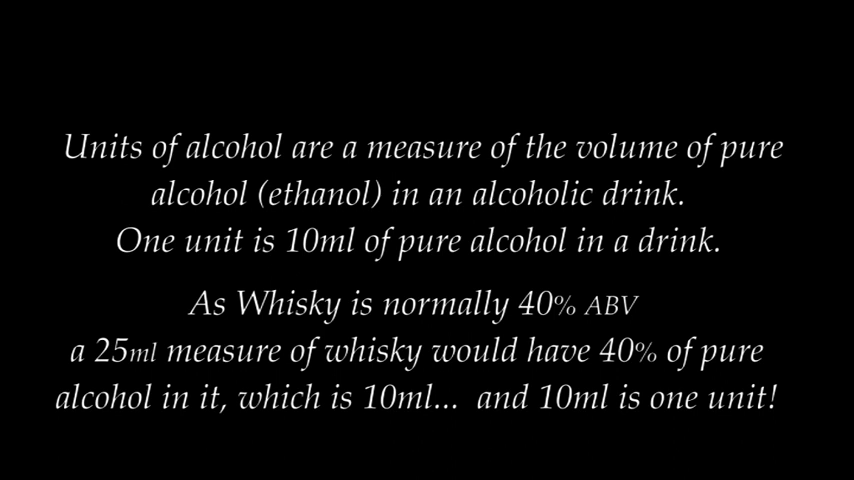 Units of alcohol are a measure of the volume of pure
alcohol (ethanol) in an alcoholic drink.
One unit is 10ml of pure alcohol in a drink.
As Whisky is normally 40% ABV
a 25ml measure of whisky would have 40% of pure
alcohol in it, which is 10ml... and 10ml is one unit!